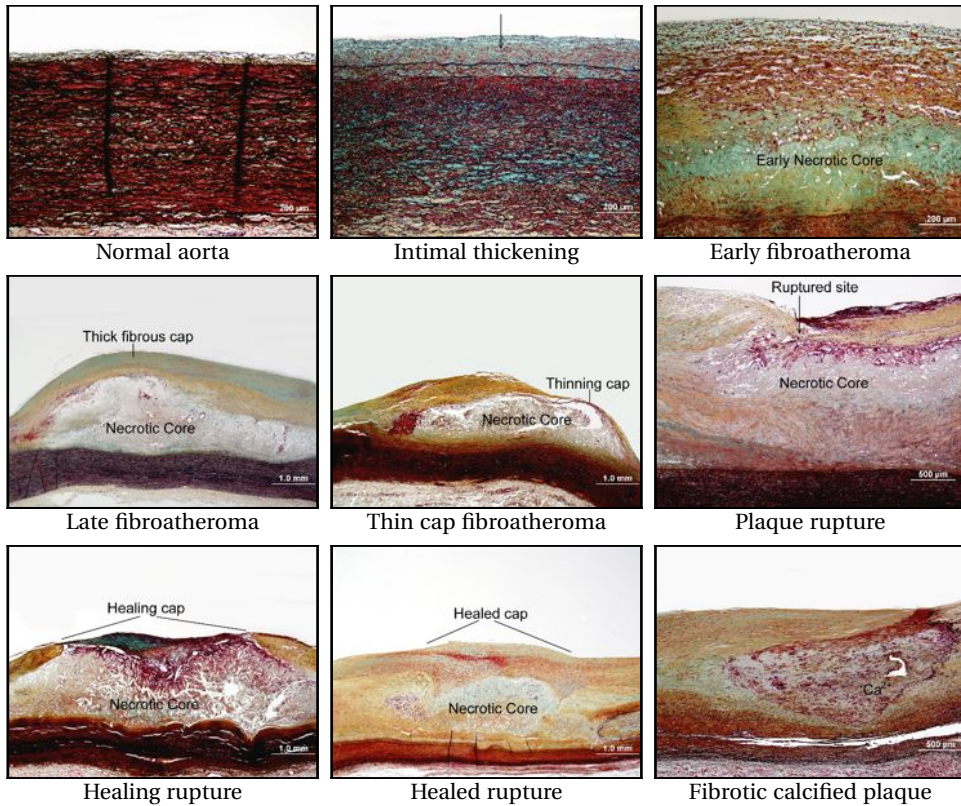 200 µm
Normal aorta
200 µm
Intimal thickening
Early Necrotic Core
200 µm
Early fibroatheroma
Thick fibrous cap
Necrotic Core
1.0 mm
Late fibroatheroma
Thinning cap
Necrotic Core
1.0 mm
Thin cap fibroatheroma
Ruptured site
Necrotic Core
500 µm
Plaque rupture
Healing cap
Necrotic Core
1.0 mm
Healing rupture
Healed cap
Necrotic Core
1.0 mm
Healed rupture
Ca²
500 µm
Fibrotic calcified plaque